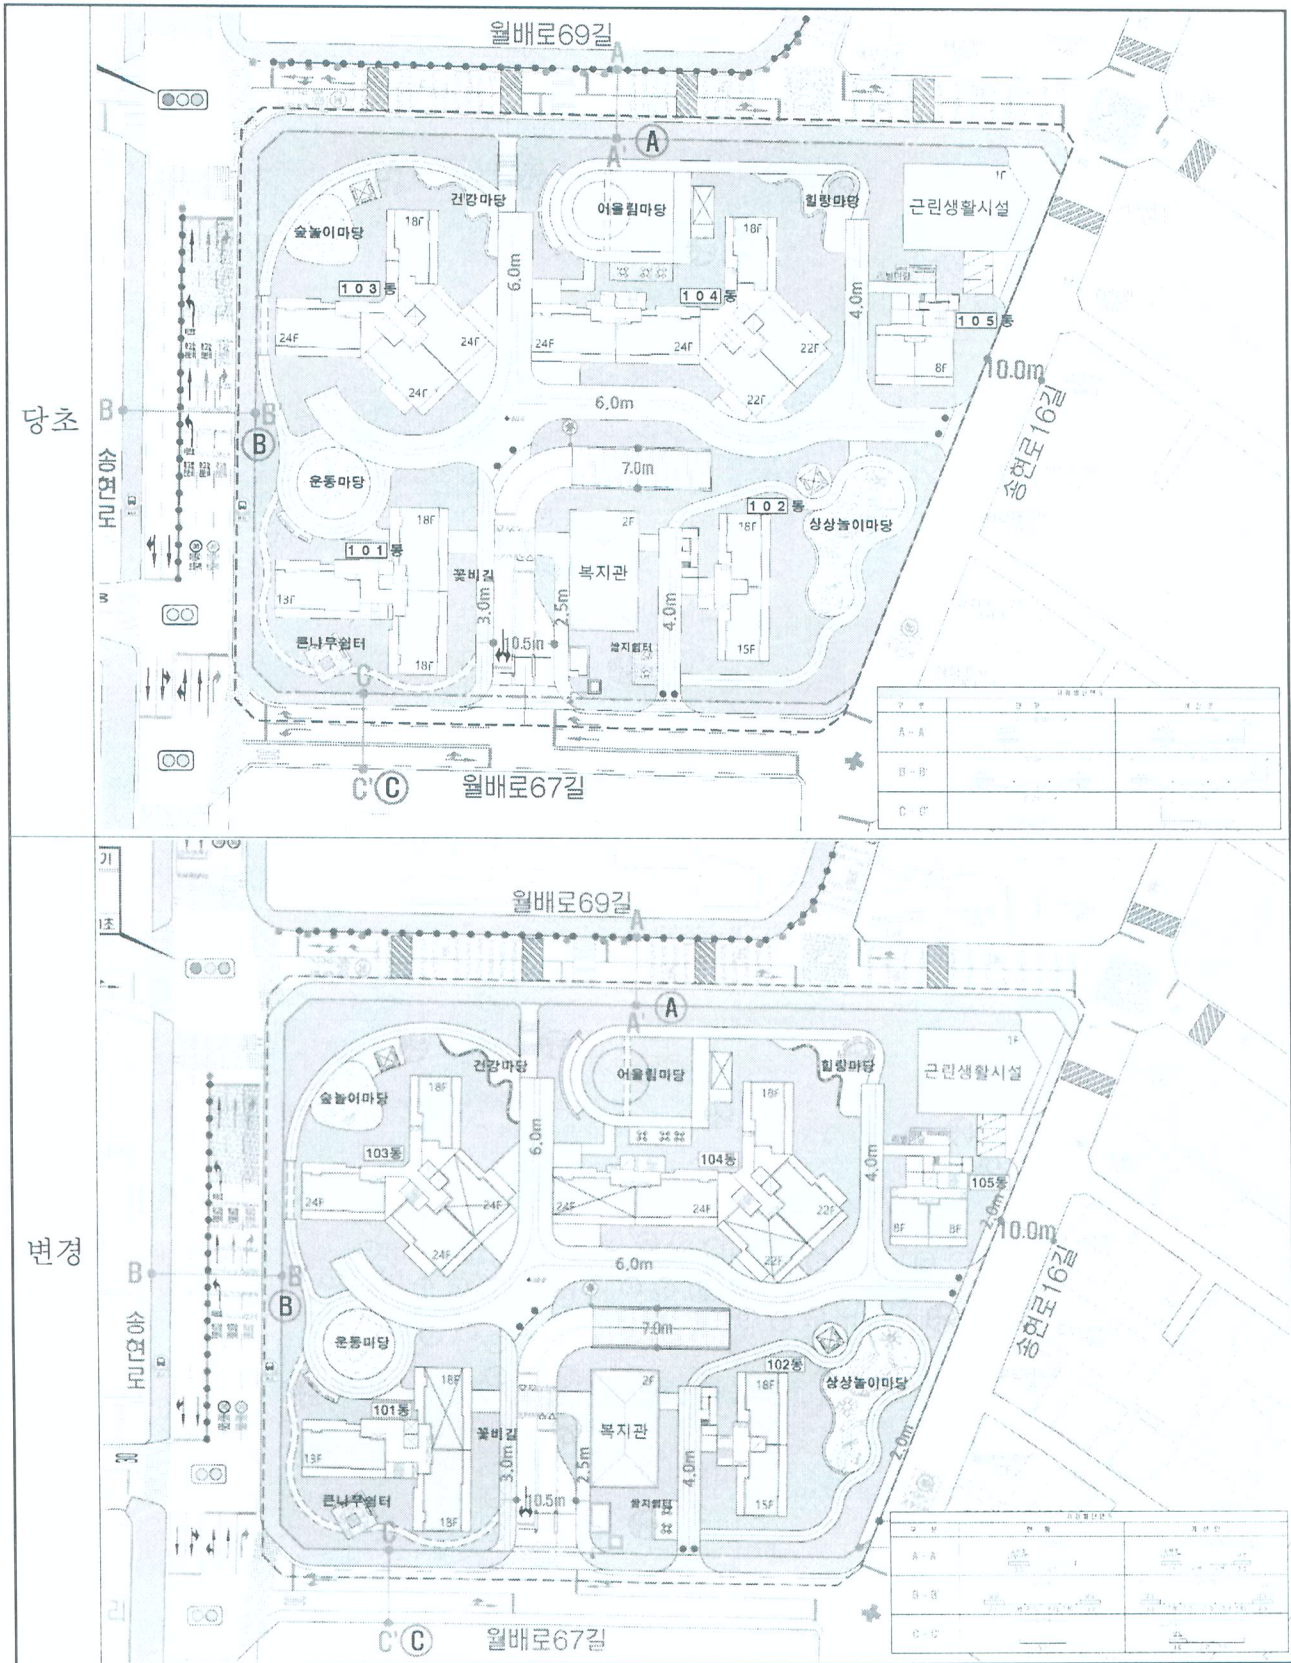 당초
월배로69길
A
A'
A
건강마당
어울림마당
힐링마당
1F
근린생활시설
숲놀이마당
18F
18F
6.0m
103동
104동
4.0m
105동
24F
24F
24F
24F
24F
22F
22F
8F
10.0m
송현로16길
B
B'
B
6.0m
송현로
7.0m
운동마당
102동
상상놀이마당
18F
2F
18F
101동
꽃비길
복지관
13F
3.0m
2.5m
4.0m
큰나무쉼터
10.5m
쌈지쉼터
18F
15F
C
C'
C
월배로67길
A - A
B - B'
C - C'
변경
월배로69길
A
A'
A
건강마당
어울림마당
힐링마당
1F
근린생활시설
숲놀이마당
18F
18F
6.0m
103동
104동
4.0m
105동
24F
24F
24F
24F
24F
22F
22F
8F
8F
2.0m
10.0m
송현로16길
B
B'
B
6.0m
송현로
7.0m
운동마당
102동
상상놀이마당
18F
2F
18F
101동
꽃비길
복지관
2.0m
13F
3.0m
2.5m
4.0m
큰나무쉼터
10.5m
쌈지쉼터
18F
15F
C
C'
C
월배로67길
A - A
B - B'
C - C'